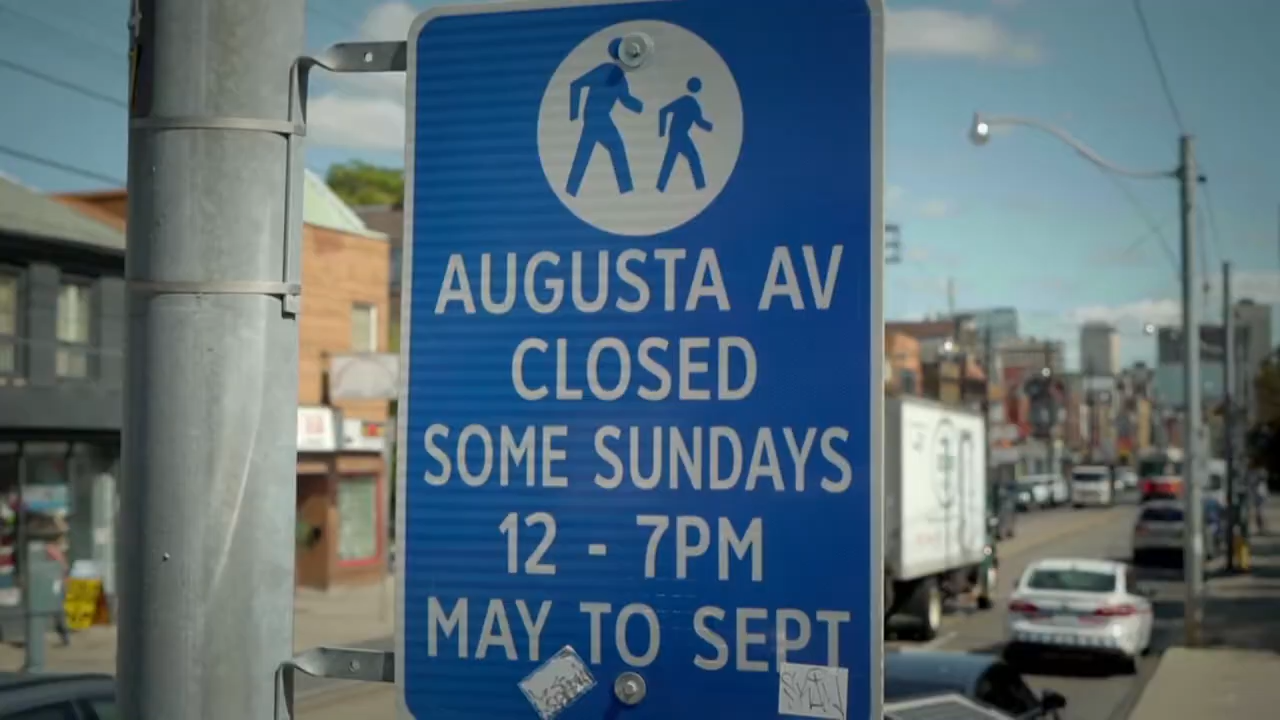 AUGUSTA AV
CLOSED
SOME SUNDAYS
12 - 7PM
MAY TO SEPT